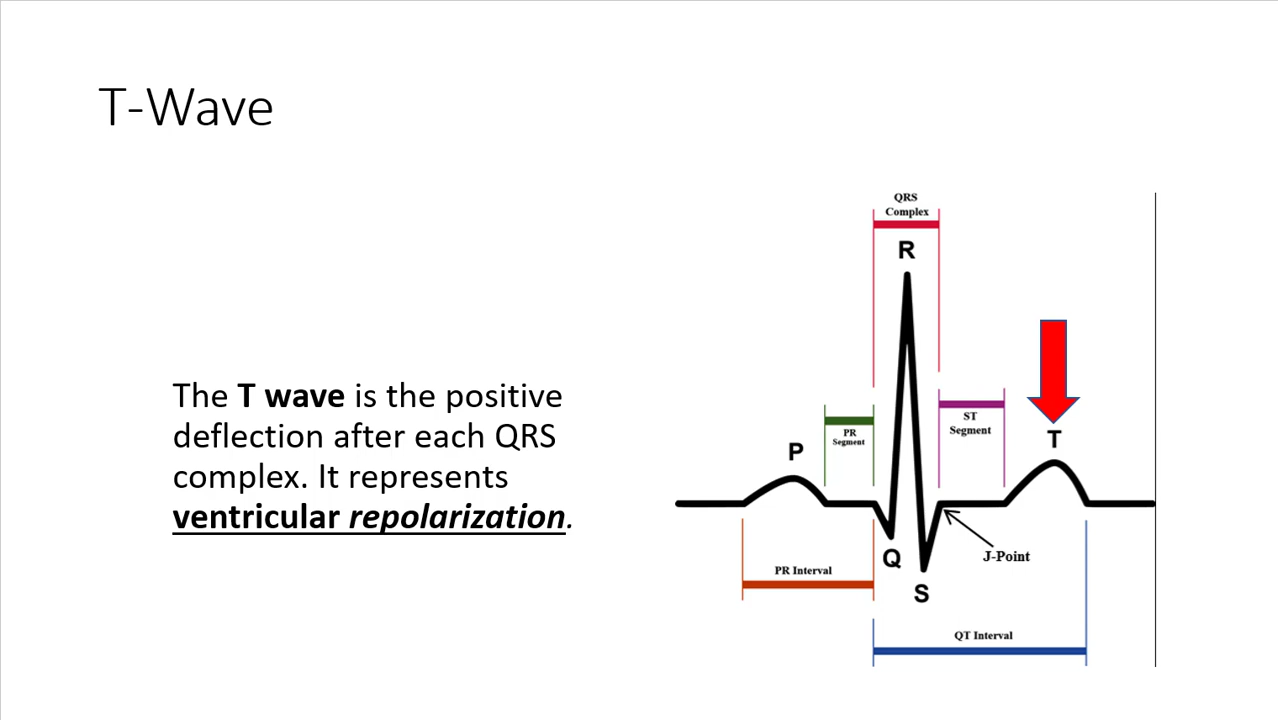 T-Wave
The T wave is the positive
deflection after each QRS
complex. It represents
ventricular repolarization.
QRS
Complex
R
ST
Segment
PR
Segment
T
P
Q
J-Point
PR Interval
S
QT Interval